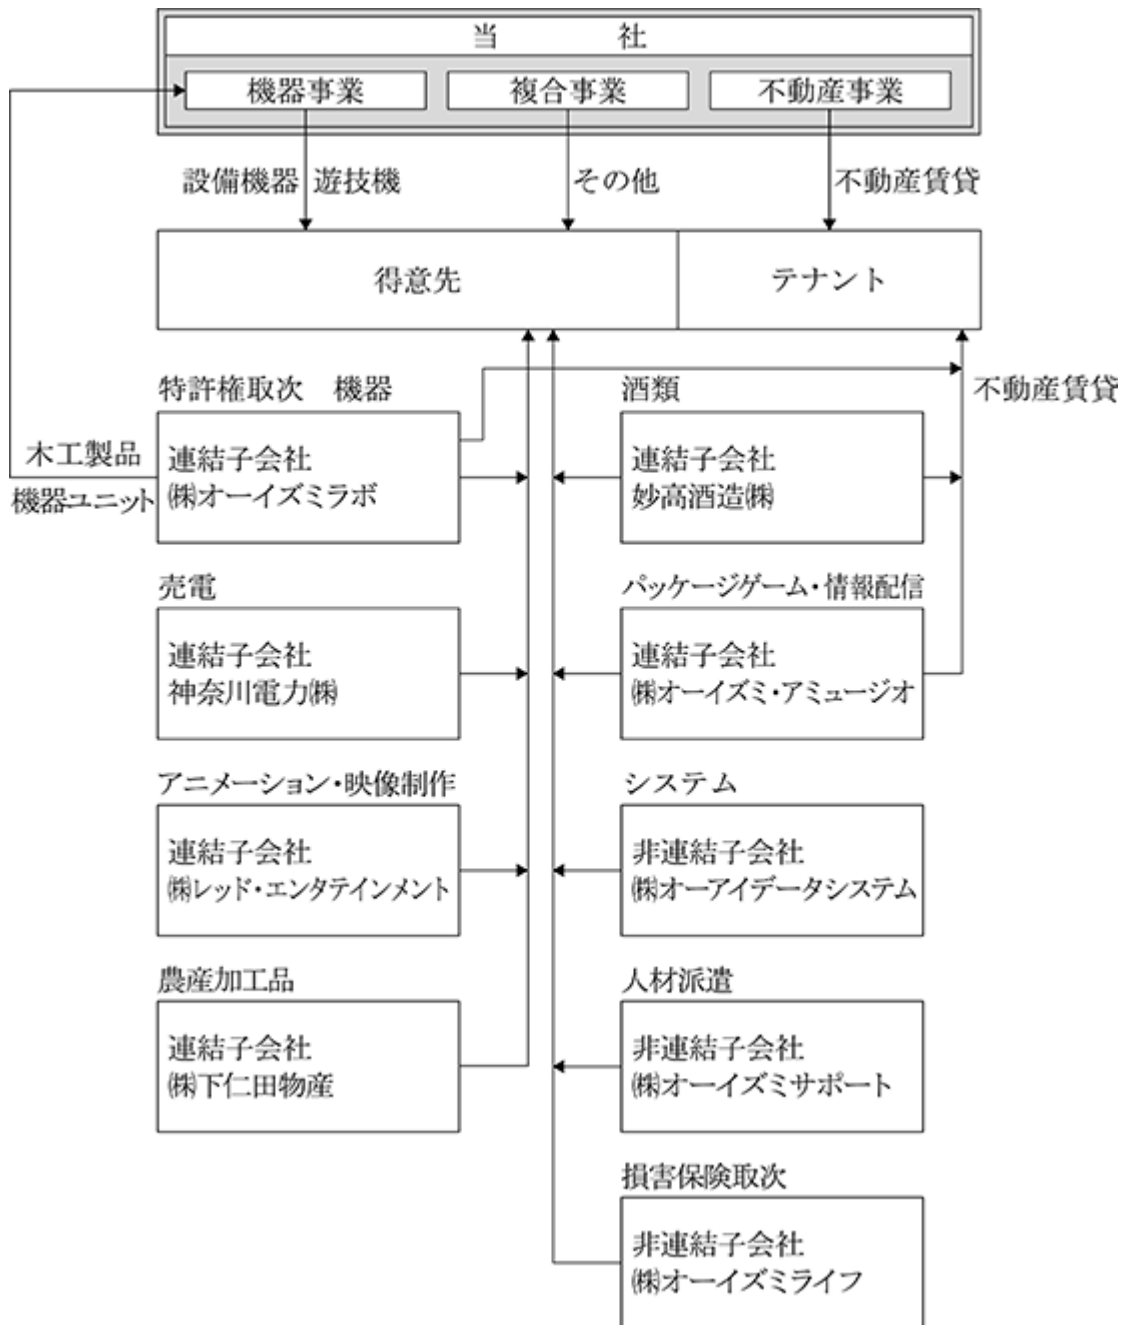 当　　　社
機器事業
複合事業
不動産事業
設備機器
遊技機
その他
不動産賃貸
得意先
テナント
特許権取次　機器
酒類
不動産賃貸
木工製品
機器ユニット
連結子会社
㈱オーイズミラボ
連結子会社
妙高酒造㈱
売電
パッケージゲーム・情報配信
連結子会社
神奈川電力㈱
連結子会社
㈱オーイズミ・アミュージオ
アニメーション・映像制作
システム
連結子会社
㈱レッド・エンタテインメント
非連結子会社
㈱オーアイデータシステム
農産加工品
人材派遣
連結子会社
㈱下仁田物産
非連結子会社
㈱オーイズミサポート
損害保険取次
非連結子会社
㈱オーイズミライフ